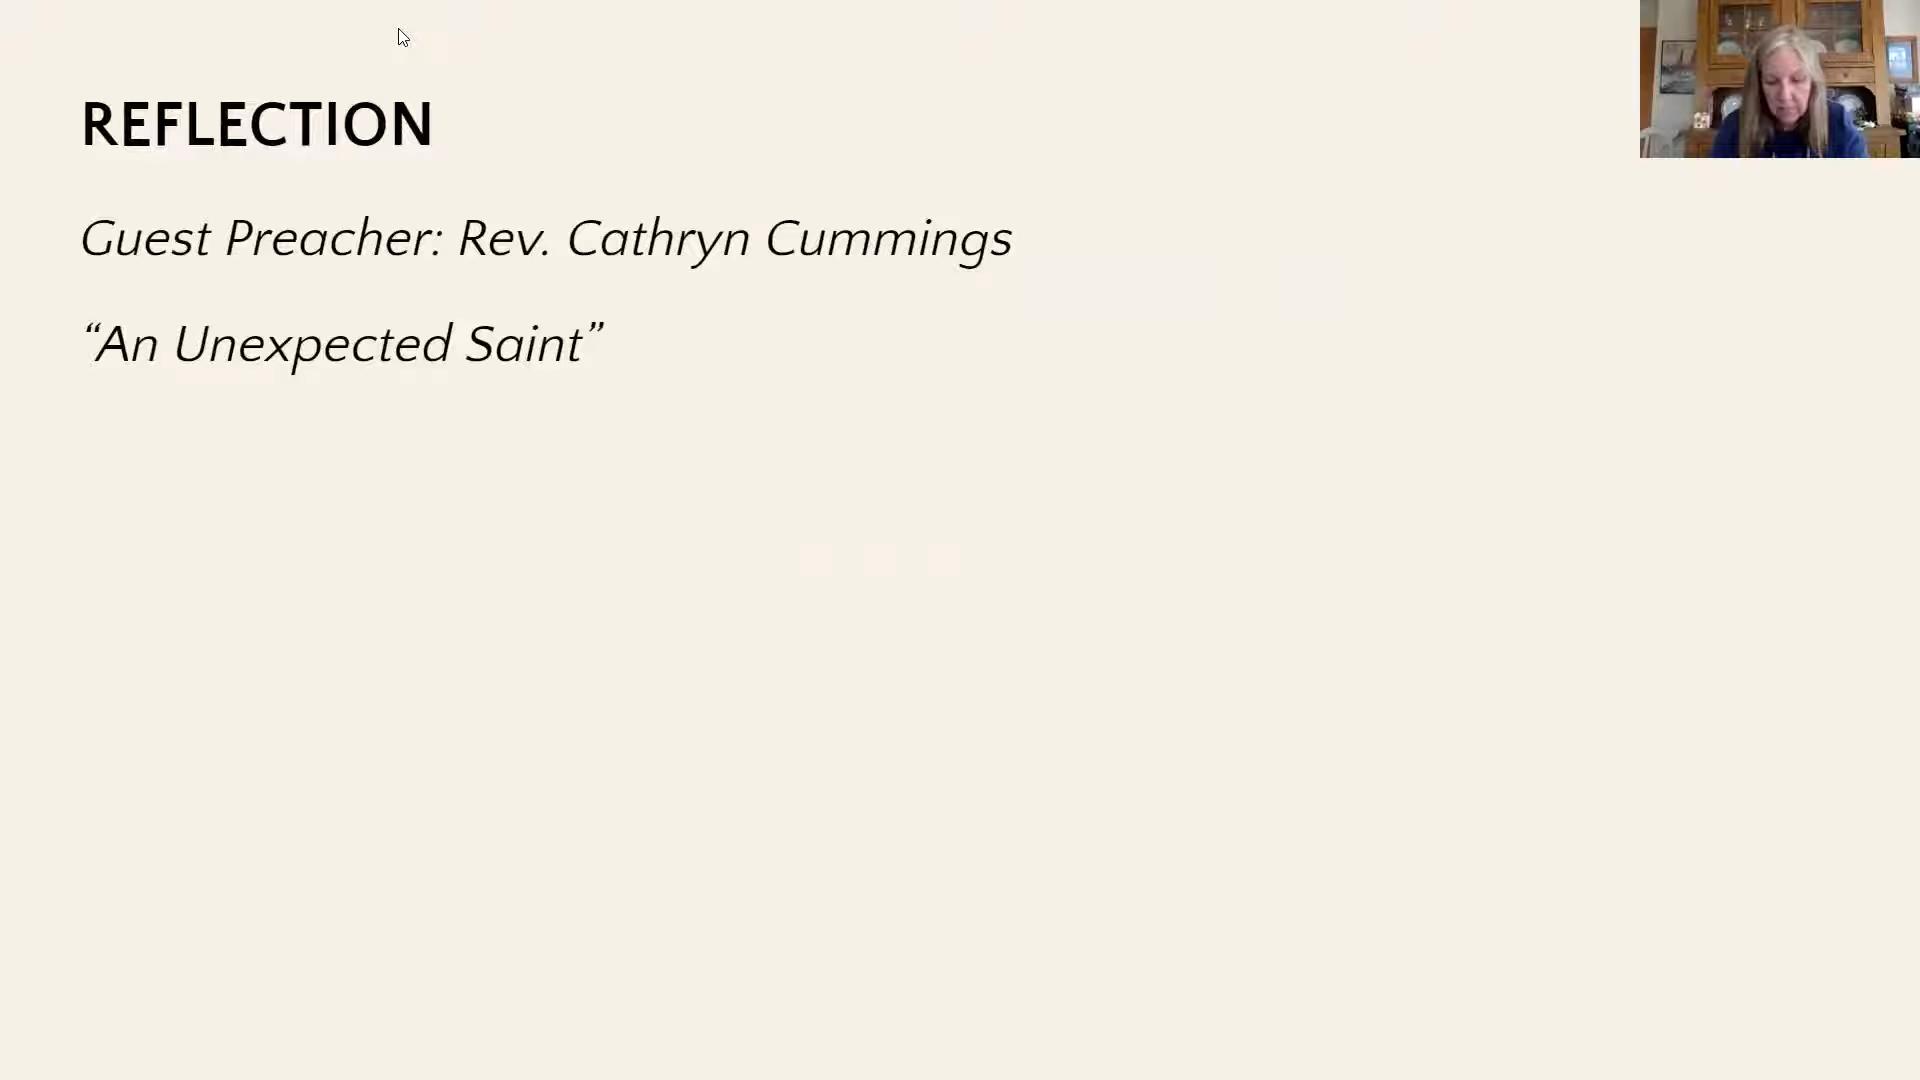 REFLECTION
Guest Preacher: Rev. Cathryn Cummings
“An Unexpected Saint”